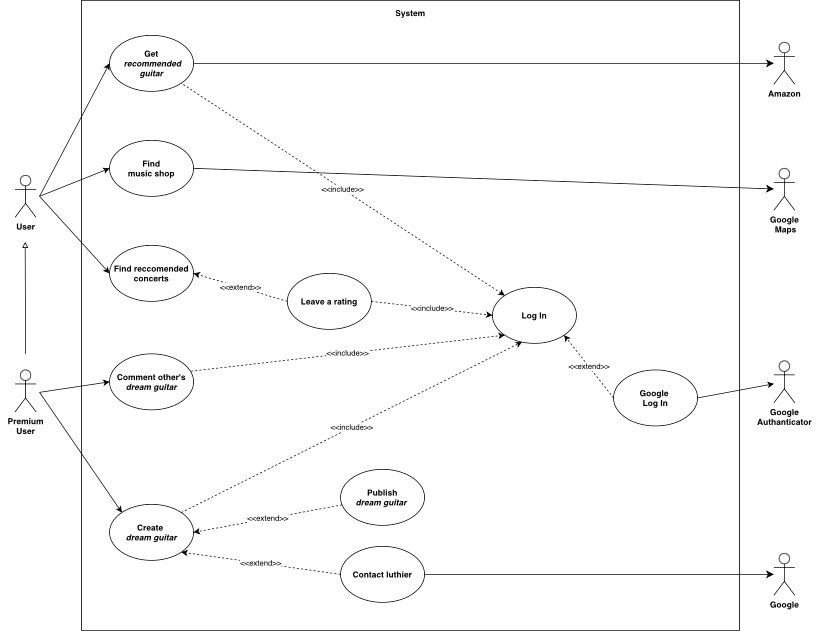 System
Get
recommended
guitar
Amazon
Find
music shop
<<include>>
Google
Maps
User
Find reccomended
concerts
<<extend>>
Leave a rating
<<include>>
Log In
Comment other's
dream guitar
<<include>>
<<extend>>
Google
Log In
Google
Authanticator
Premium
User
<<include>>
Publish
dream guitar
<<extend>>
Create
dream guitar
<<extend>>
Contact luthier
Google